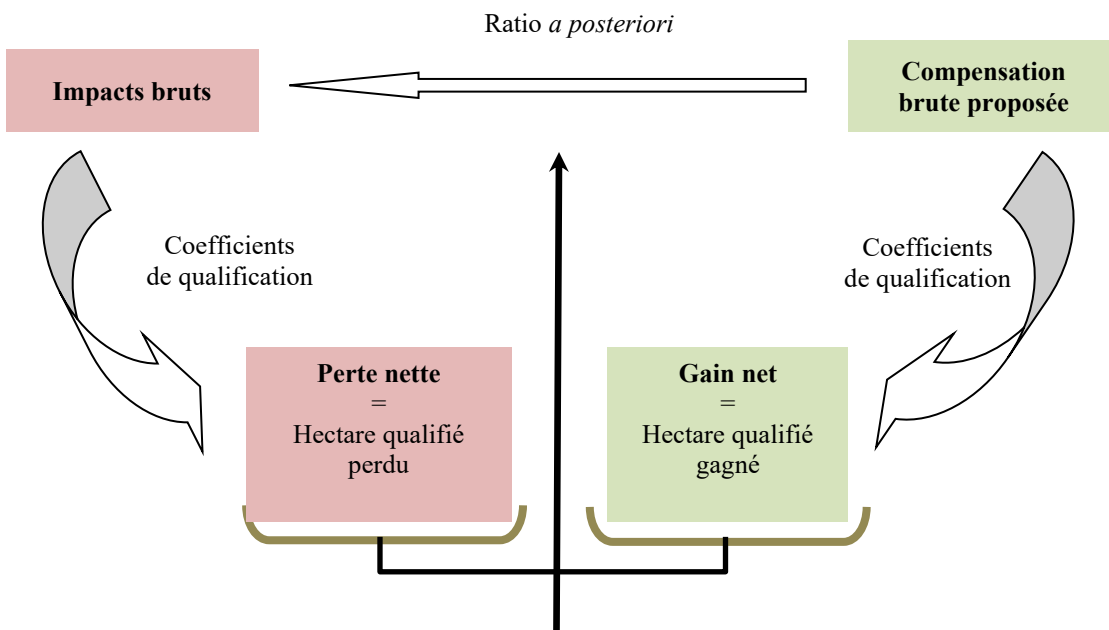 Ratio a posteriori
Impacts bruts
Compensation
brute proposée
Coefficients
de qualification
Coefficients
de qualification
Perte nette
=
Hectare qualifié
perdu
Gain net
=
Hectare qualifié
gagné